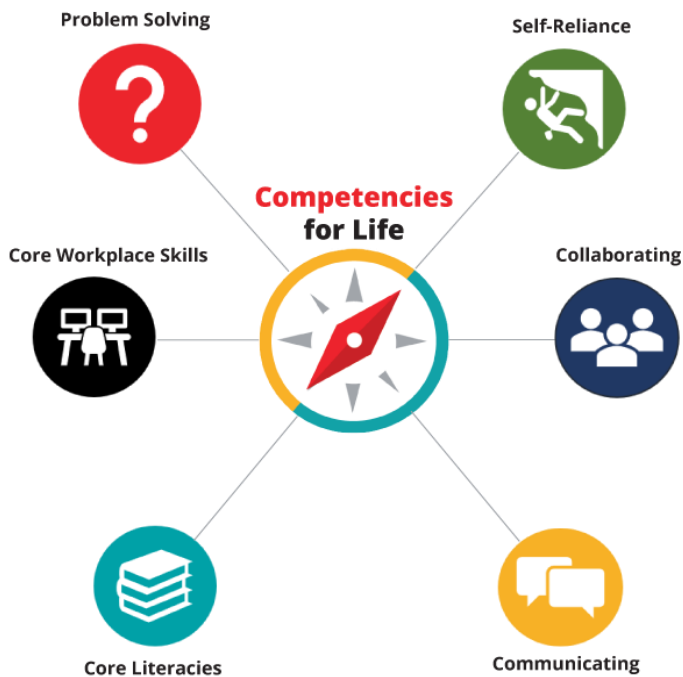 Problem Solving
Self-Reliance
Competencies
for Life
Core Workplace Skills
Collaborating
Core Literacies
Communicating